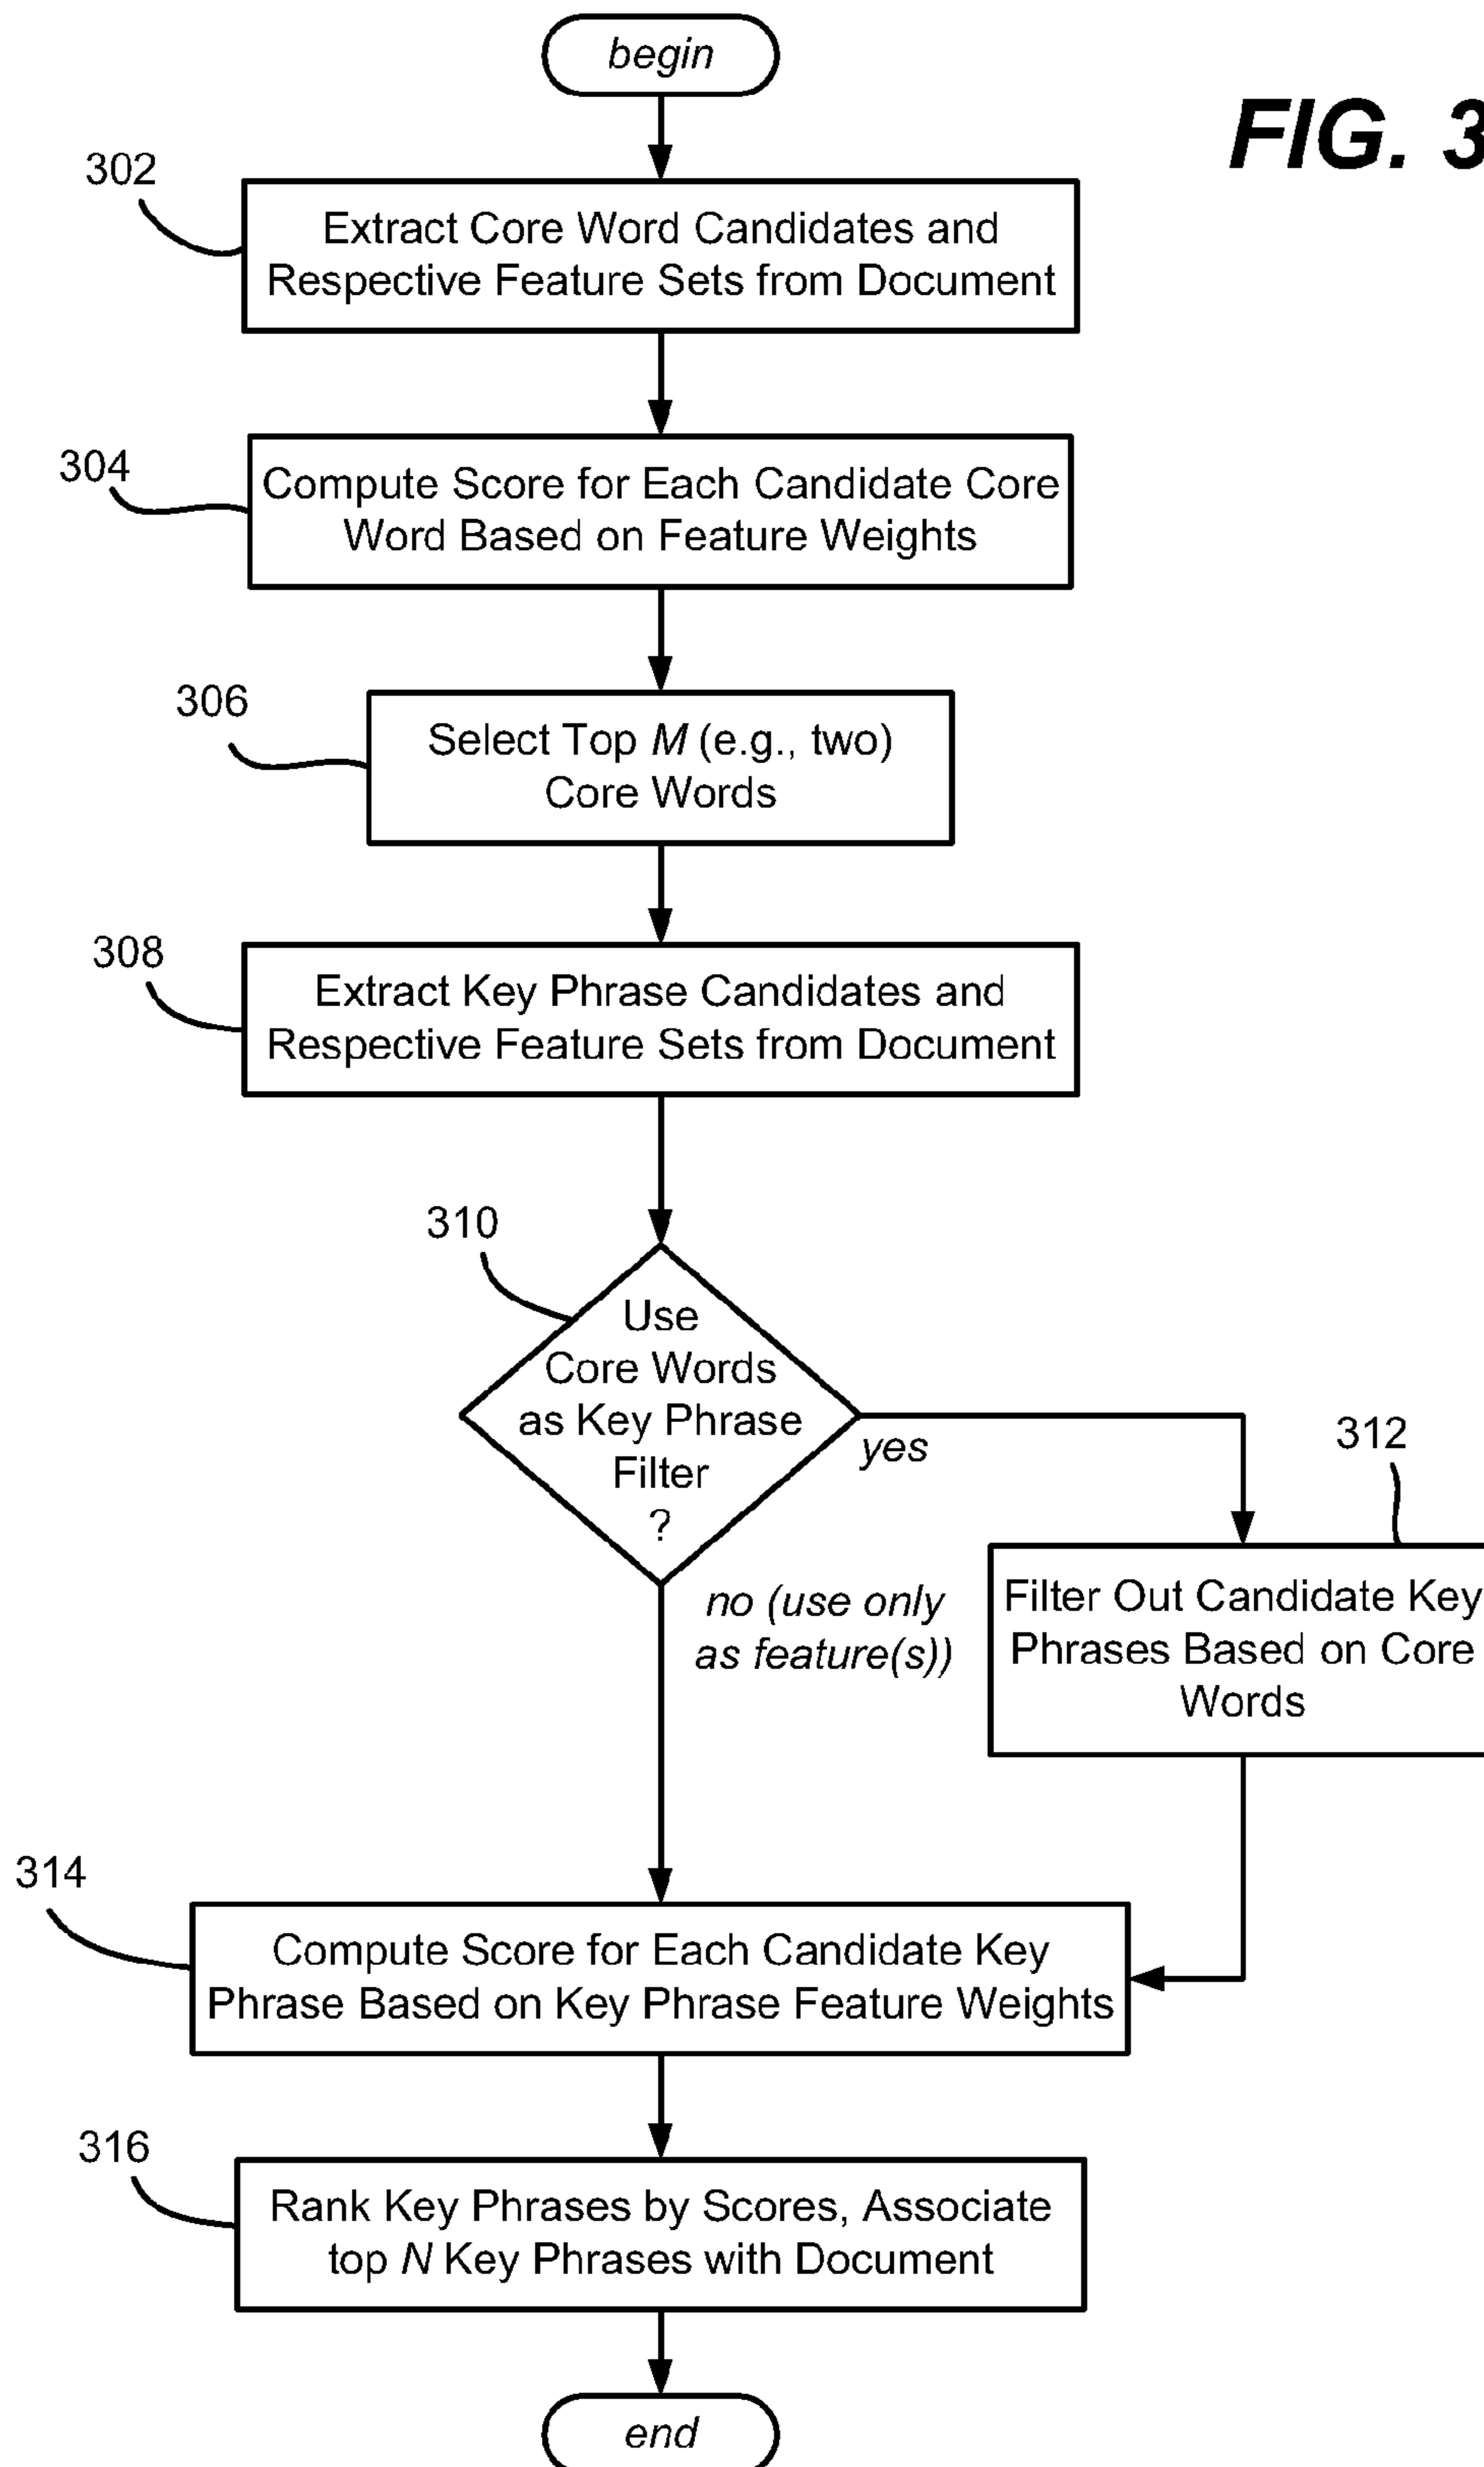 begin
FIG. 3
302
Extract Core Word Candidates and
Respective Feature Sets from Document
304
Compute Score for Each Candidate Core
Word Based on Feature Weights
306
Select Top M (e.g., two)
Core Words
308
Extract Key Phrase Candidates and
Respective Feature Sets from Document
310
Use
Core Words
as Key Phrase
Filter
?
yes
312
no (use only
as feature(s))
Filter Out Candidate Key
Phrases Based on Core
Words
314
Compute Score for Each Candidate Key
Phrase Based on Key Phrase Feature Weights
316
Rank Key Phrases by Scores, Associate
top N Key Phrases with Document
end